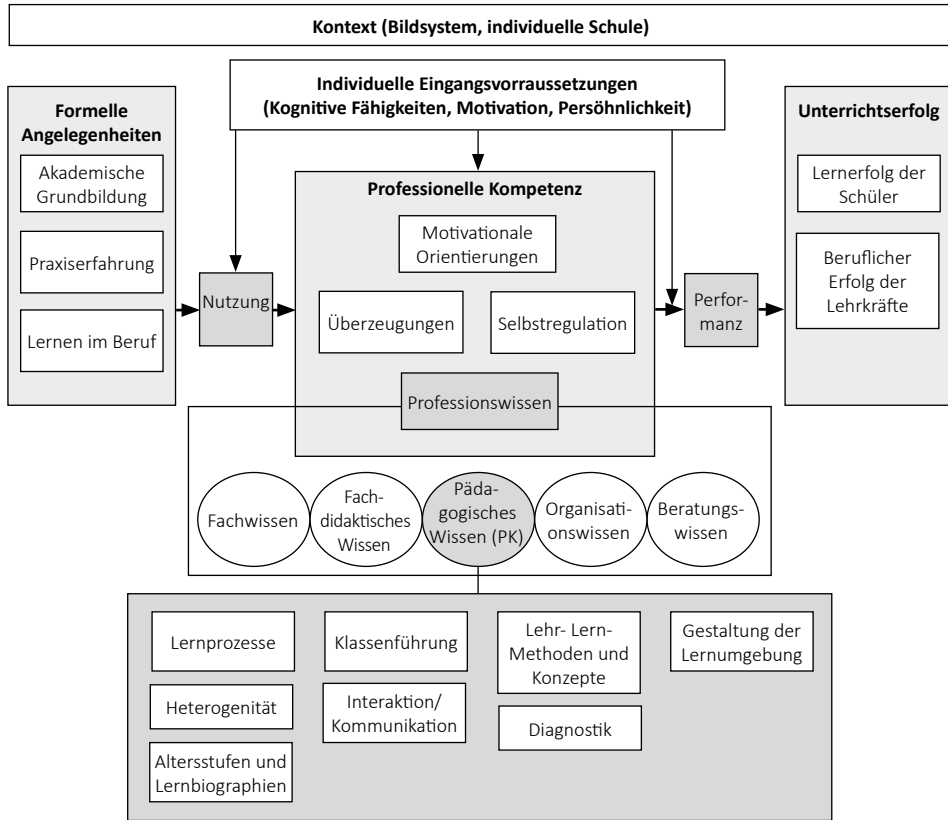 Kontext (Bildsystem, individuelle Schule)
Individuelle Eingangsvorraussetzungen
(Kognitive Fähigkeiten, Motivation, Persöhnlichkeit)
Formelle
Angelegenheiten
Akademische
Grundbildung
Praxiserfahrung
Lernen im Beruf
Nutzung
Professionelle Kompetenz
Motivationale
Orientierungen
Überzeugungen
Selbstregulation
Professionswissen
Perfor-
manz
Unterrichtserfolg
Lernerfolg der
Schüler
Beruflicher
Erfolg der
Lehrkräfte
Fachwissen
Fach-
didaktisches
Wissen
Päda-
gogisches
Wissen (PK)
Organisati-
onswissen
Beratungs-
wissen
Lernprozesse
Heterogenität
Altersstufen und
Lernbiographien
Klassenführung
Interaktion/
Kommunikation
Lehr- Lern-
Methoden und
Konzepte
Diagnostik
Gestaltung der
Lernumgebung